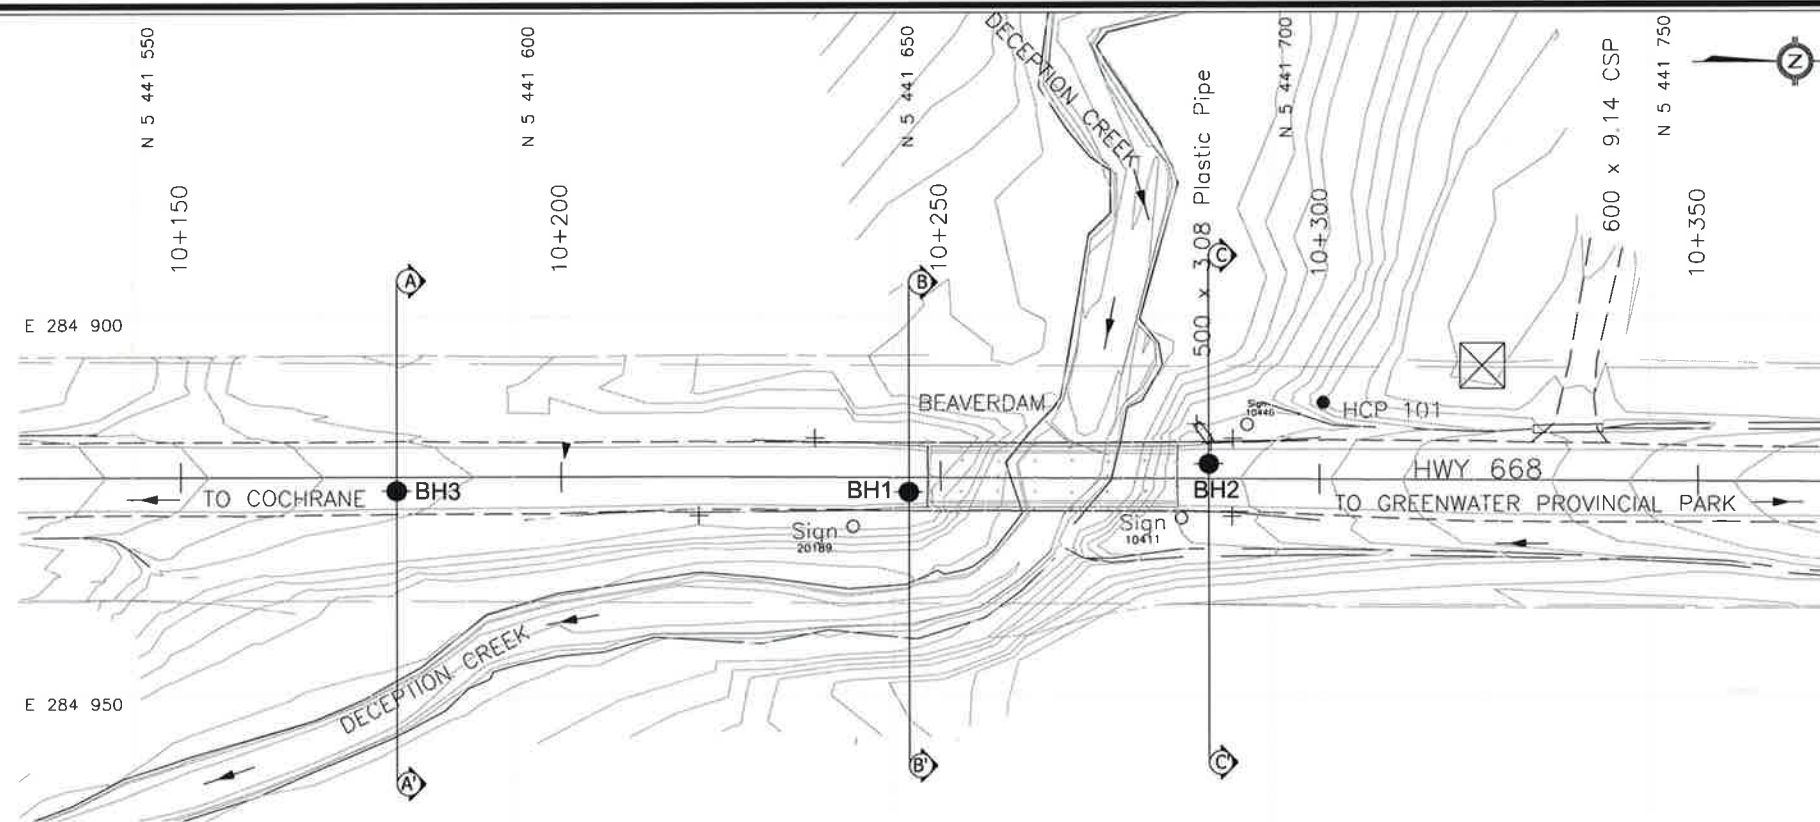 N 5 441 550
N 5 441 600
N 5 441 650
N 5 441 700
N 5 441 750
Z
DECEPTION CREEK
500 x 3.08 Plastic Pipe
600 x 9.14 CSP
10+150
10+200
10+250
10+300
10+350
A
B
C
E 284 900
BEAVERDAM
Sign
10446
HCP 101
HWY 668
TO COCHRANE
BH3
BH1
BH2
TO GREENWATER PROVINCIAL PARK
Sign
20189
Sign
10411
DECEPTION CREEK
E 284 950
A'
B'
C'